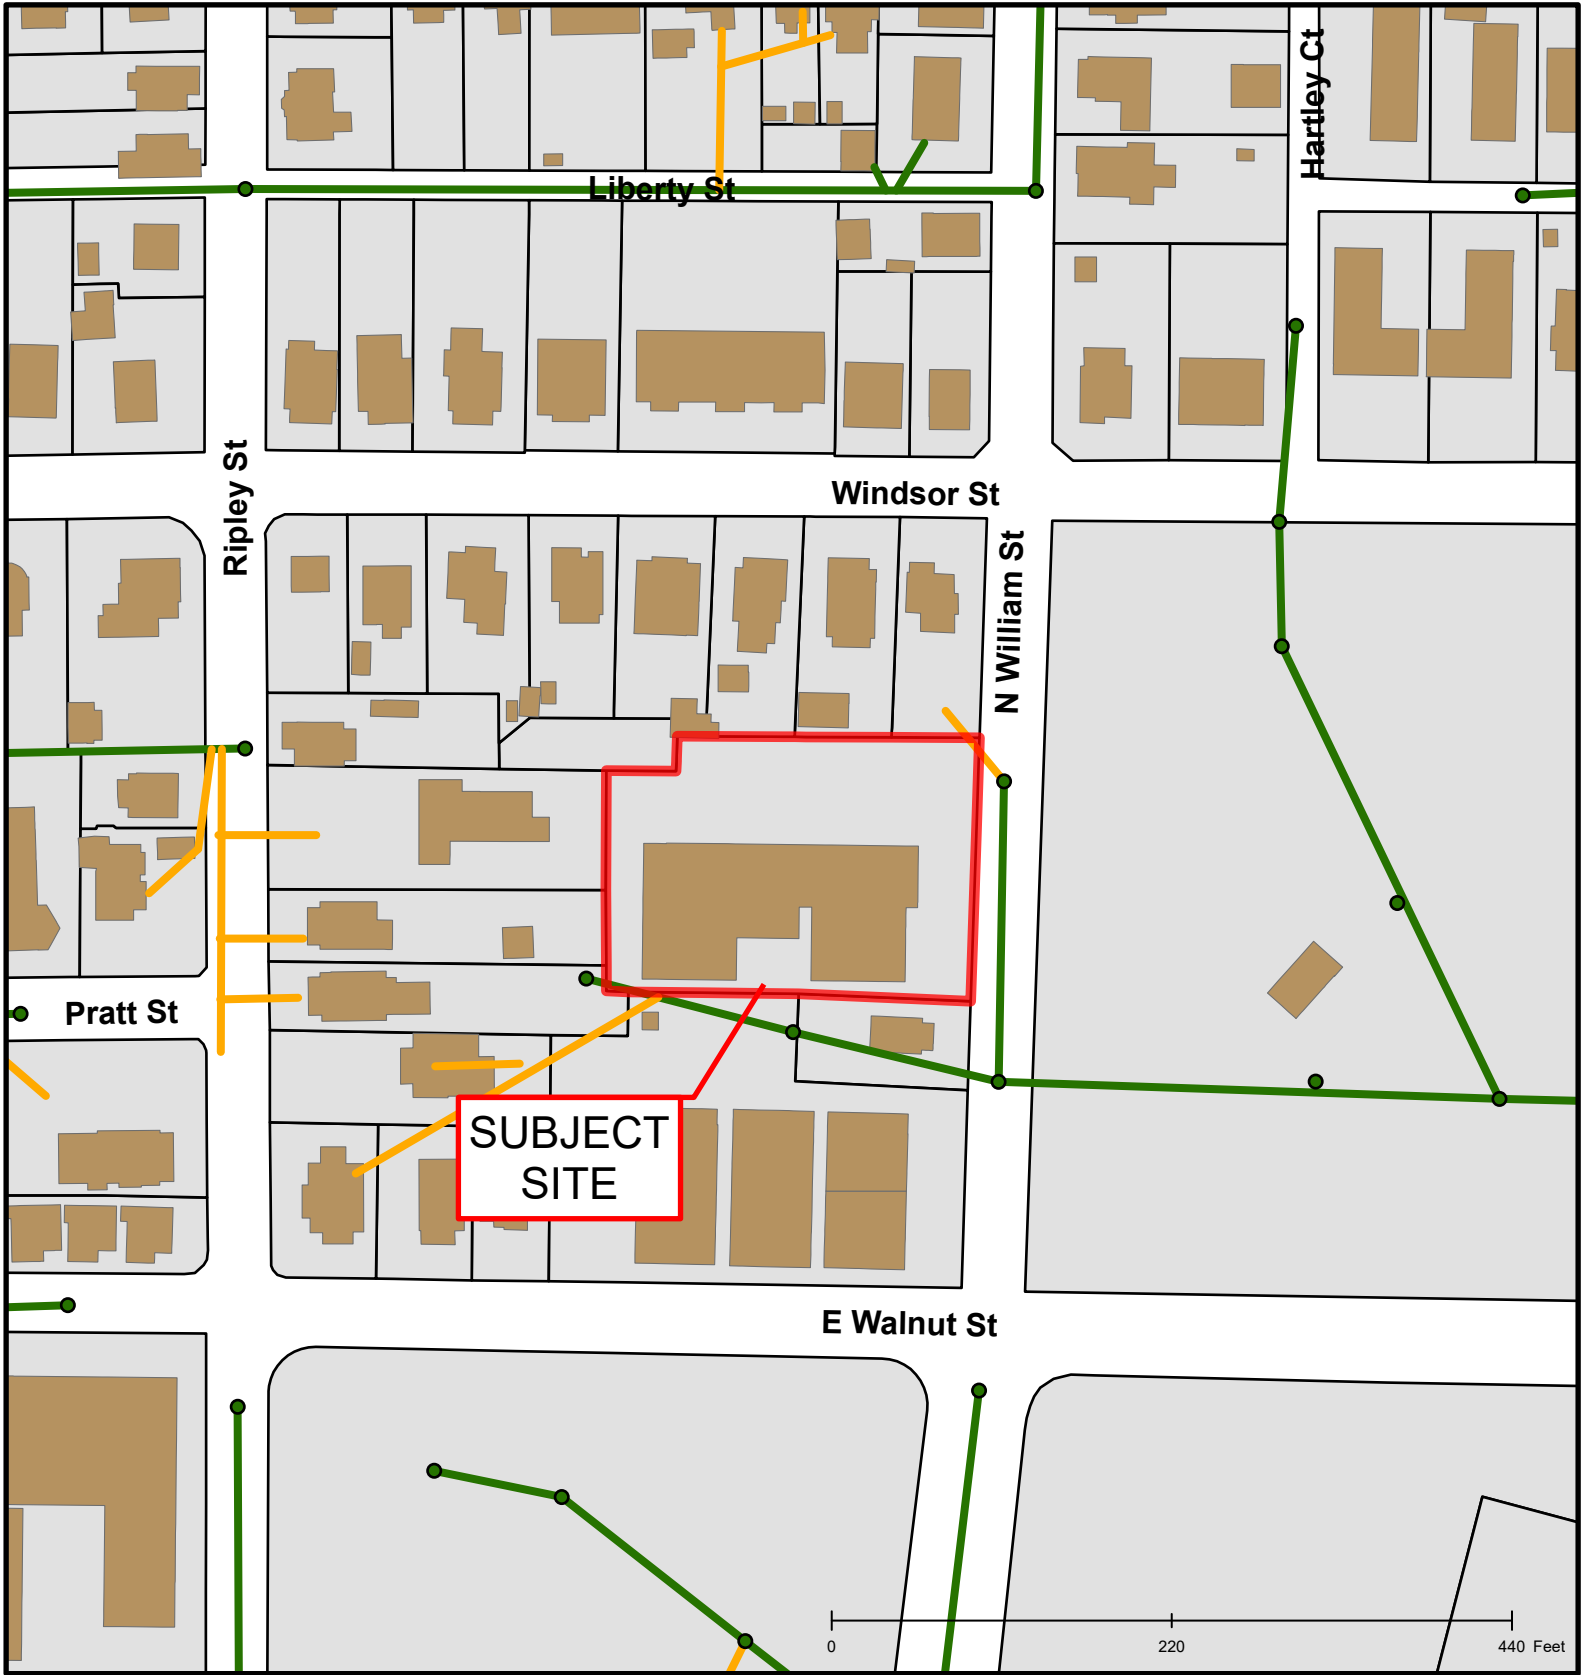 Hartley Ct
Liberty St
Ripley St
Windsor St
N William St
Pratt St
SUBJECT
SITE
E Walnut St
0 220 440 Feet